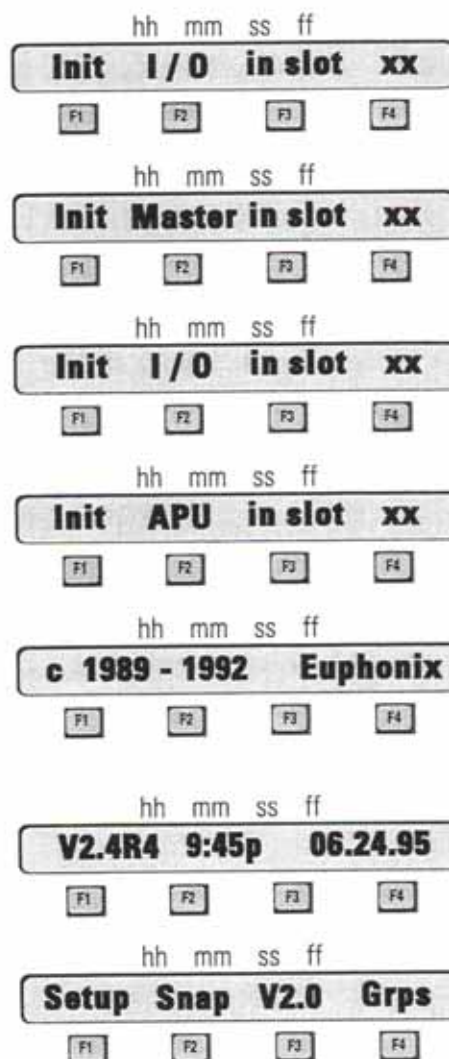 hh mm ss ff
Init I / O in slot xx
F1 F2 F3 F4
hh mm ss ff
Init Master in slot xx
F1 F2 F3 F4
hh mm ss ff
Init I / O in slot xx
F1 F2 F3 F4
hh mm ss ff
Init APU in slot xx
F1 F2 F3 F4
hh mm ss ff
c 1989 - 1992 Euphonix
F1 F2 F3 F4
hh mm ss ff
V2.4R4 9:45p 06.24.95
F1 F2 F3 F4
hh mm ss ff
Setup Snap V2.0 Grps
F1 F2 F3 F4